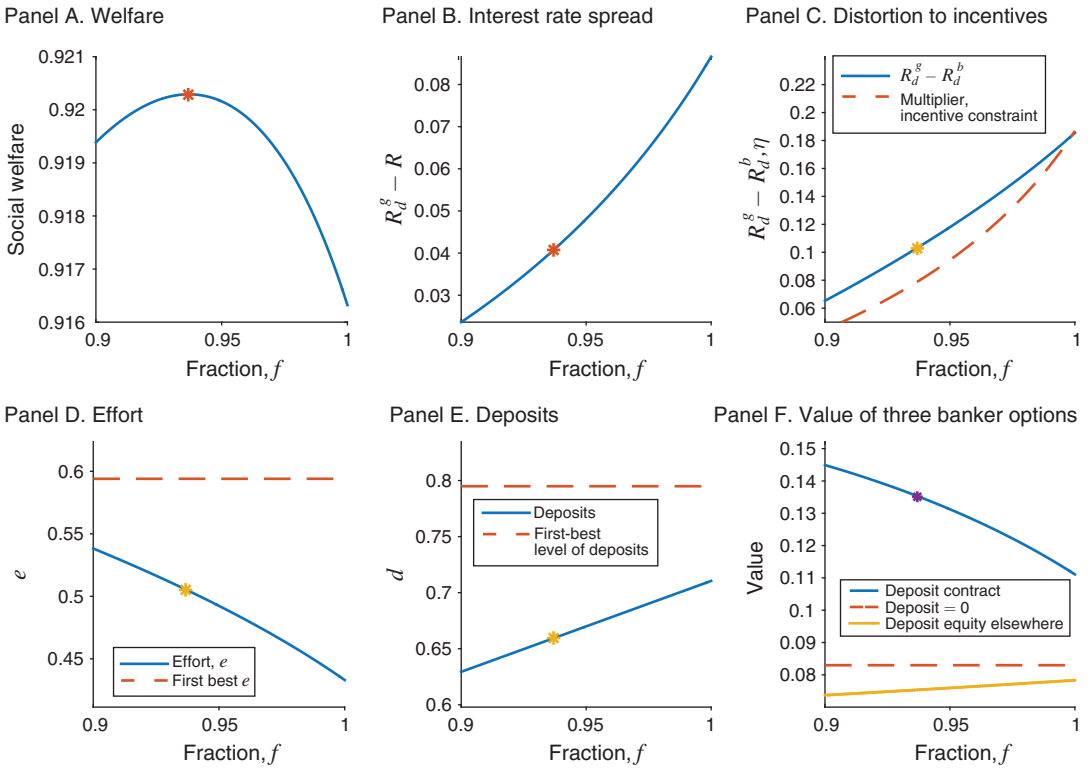 Panel A. Welfare
0.921
0.92
0.919
0.918
0.917
0.916
Social welfare
0.9
0.95
1
Fraction, f
Panel B. Interest rate spread
0.08
0.07
0.06
0.05
0.04
0.03
R_d^g − R
0.9
0.95
1
Fraction, f
Panel C. Distortion to incentives
0.22
0.2
0.18
0.16
0.14
0.12
0.1
0.08
0.06
R_d^g − R_d^b, η
R_d^g − R_d^b
Multiplier,
incentive constraint
0.9
0.95
1
Fraction, f
Panel D. Effort
0.6
0.55
0.5
0.45
e
Effort, e
First best e
0.9
0.95
1
Fraction, f
Panel E. Deposits
0.8
0.75
0.7
0.65
0.6
d
Deposits
First-best
level of deposits
0.9
0.95
1
Fraction, f
Panel F. Value of three banker options
0.15
0.14
0.13
0.12
0.11
0.1
0.09
0.08
Value
Deposit contract
Deposit = 0
Deposit equity elsewhere
0.9
0.95
1
Fraction, f